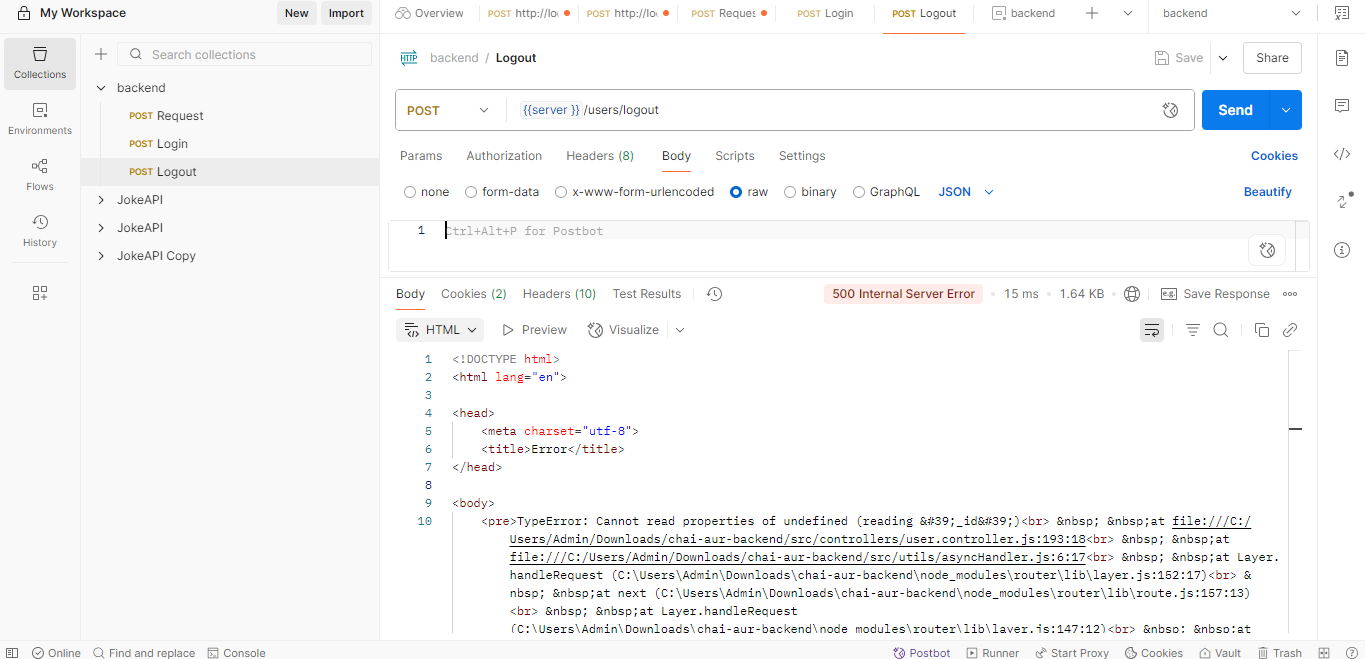 My Workspace
New
Import
Overview
POST http://lo
POST http://lo
POST Reques
POST Login
POST Logout
backend
backend
Collections
Environments
Flows
History
Search collections
backend
POST Request
POST Login
POST Logout
JokeAPI
JokeAPI
JokeAPI Copy
HTTP
backend / Logout
Save
Share
POST
{{server }} /users/logout
Send
Params
Authorization
Headers (8)
Body
Scripts
Settings
Cookies
none
form-data
x-www-form-urlencoded
raw
binary
GraphQL
JSON
Beautify
1 Ctrl+Alt+P for Postbot
Body
Cookies (2)
Headers (10)
Test Results
500 Internal Server Error
15 ms
1.64 KB
e.g.
Save Response
HTML
Preview
Visualize
1 <!DOCTYPE html>
2 <html lang="en">
3
4 <head>
5 <meta charset="utf-8">
6 <title>Error</title>
7 </head>
8
9 <body>
10 <pre>TypeError: Cannot read properties of undefined (reading &#39;_id&#39;)<br> &nbsp; &nbsp;at file:///C:/
Users/Admin/Downloads/chai-aur-backend/src/controllers/user.controller.js:193:18<br> &nbsp; &nbsp;at
file:///C:/Users/Admin/Downloads/chai-aur-backend/src/utils/asyncHandler.js:6:17<br> &nbsp; &nbsp;at Layer.
handleRequest (C:\Users\Admin\Downloads\chai-aur-backend\node_modules\router\lib\layer.js:152:17)<br> &
nbsp; &nbsp;at next (C:\Users\Admin\Downloads\chai-aur-backend\node_modules\router\lib\route.js:157:13)
<br> &nbsp; &nbsp;at Layer.handleRequest
(C:\Users\Admin\Downloads\chai-aur-backend\node_modules\router\lib\layer.js:147:12)<br> &nbsp; &nbsp;at
Online
Find and replace
Console
Postbot
Runner
Start Proxy
Cookies
Vault
Trash